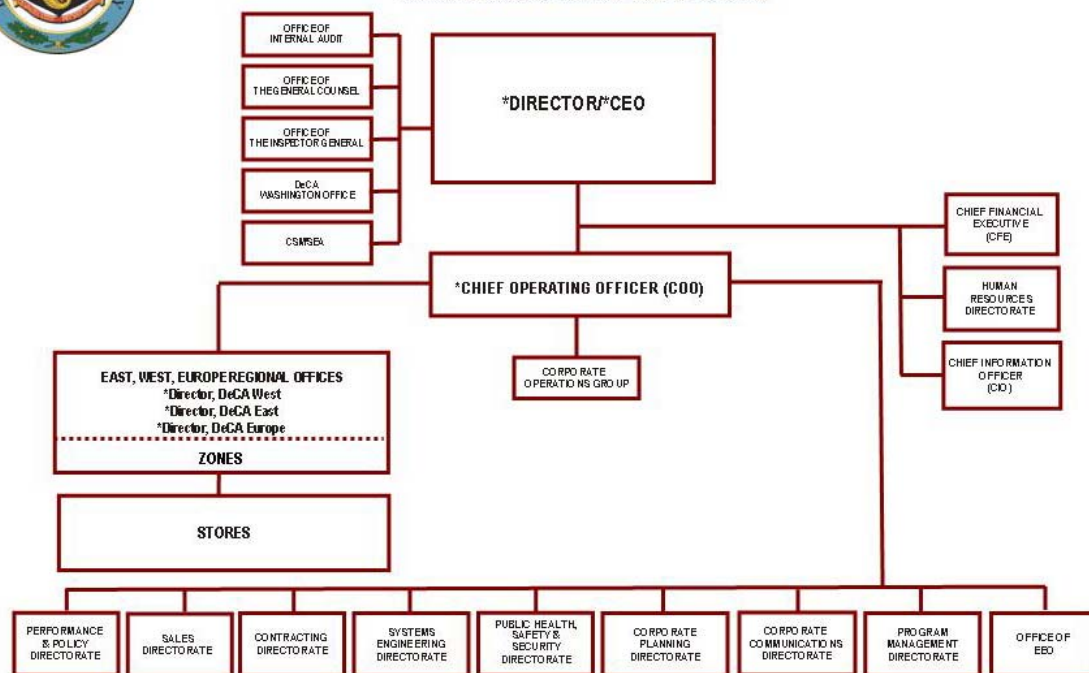 OFFICE OF
INTERNAL AUDIT
OFFICE OF
THE GENERAL COUNSEL
OFFICE OF
THE INSPECTOR GENERAL
DeCA
WASHINGTON OFFICE
CSM/SEA
*DIRECTOR/*CEO
CHIEF FINANCIAL
EXECUTIVE
(CFE)
HUMAN
RESOURCES
DIRECTORATE
CHIEF INFORMATION
OFFICER
(CIO)
*CHIEF OPERATING OFFICER (COO)
CORPORATE
OPERATIONS GROUP
EAST, WEST, EUROPE REGIONAL OFFICES
*Director, DeCA West
*Director, DeCA East
*Director, DeCA Europe
ZONES
STORES
PERFORMANCE
& POLICY
DIRECTORATE
SALES
DIRECTORATE
CONTRACTING
DIRECTORATE
SYSTEMS
ENGINEERING
DIRECTORATE
PUBLIC HEALTH,
SAFETY &
SECURITY
DIRECTORATE
CORPORATE
PLANNING
DIRECTORATE
CORPORATE
COMMUNICATIONS
DIRECTORATE
PROGRAM
MANAGEMENT
DIRECTORATE
OFFICE OF
EEO